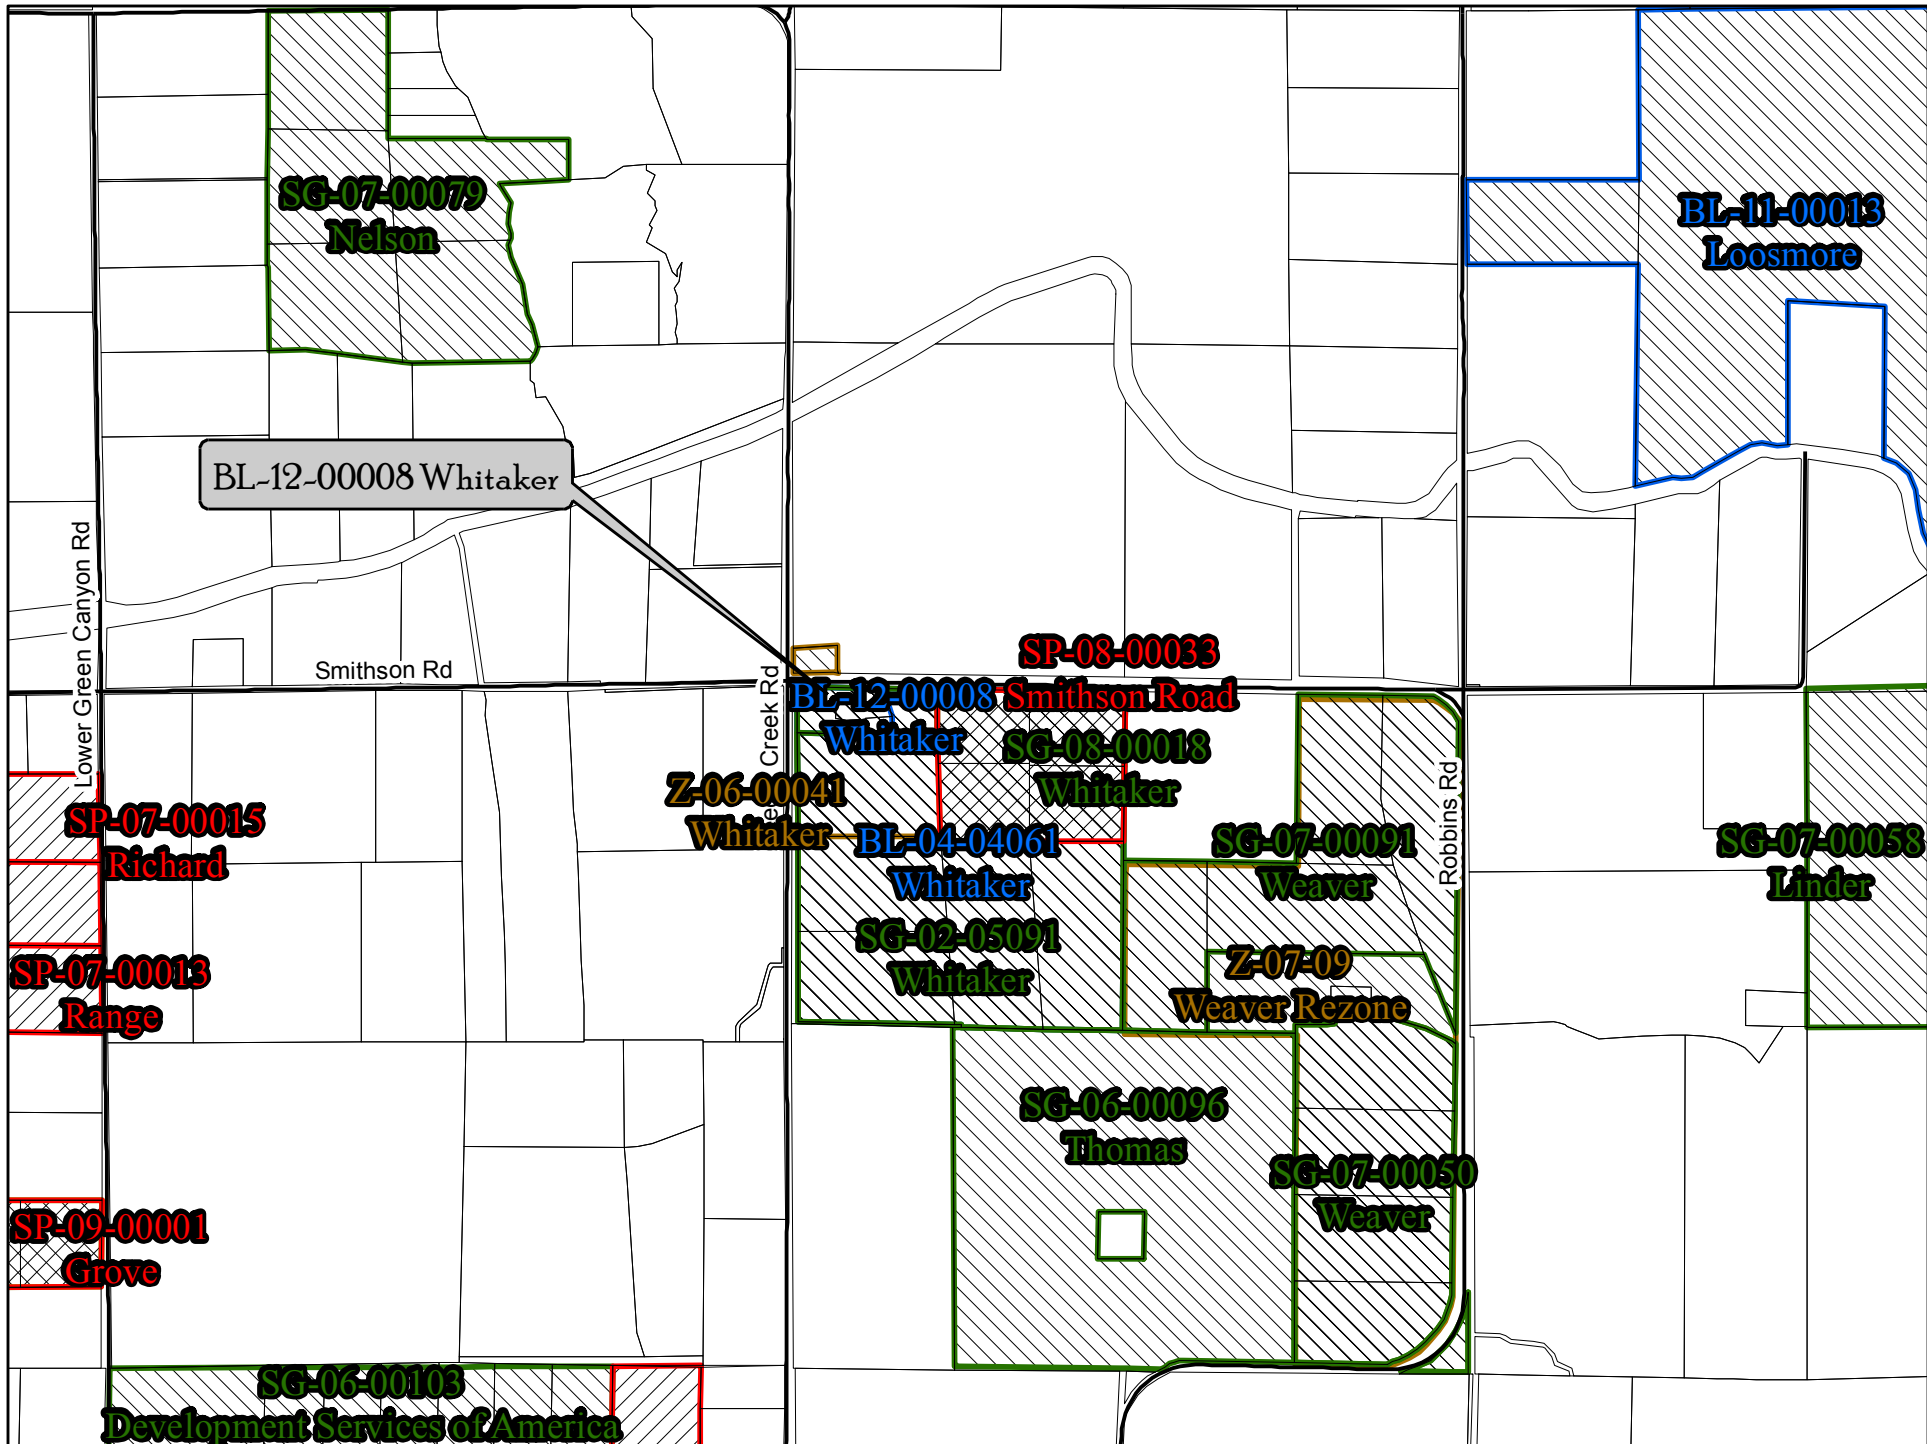 SG-07-00079
Nelson
BL-11-00013
Loosmore
BL-12-00008 Whitaker
Lower Green Canyon Rd
Smithson Rd
Creek Rd
SP-08-00033
Smithson Road
BL-12-00008
Whitaker
SG-08-00018
Whitaker
Z-06-00041
Whitaker
Robbins Rd
SP-07-00015
Richard
BL-04-04061
Whitaker
SG-07-00091
Weaver
SG-07-00058
Linder
SG-02-05091
Whitaker
Z-07-09
Weaver Rezone
SP-07-00013
Range
SG-06-00096
Thomas
SG-07-00050
Weaver
SP-09-00001
Grove
SG-06-00103
Development Services of America